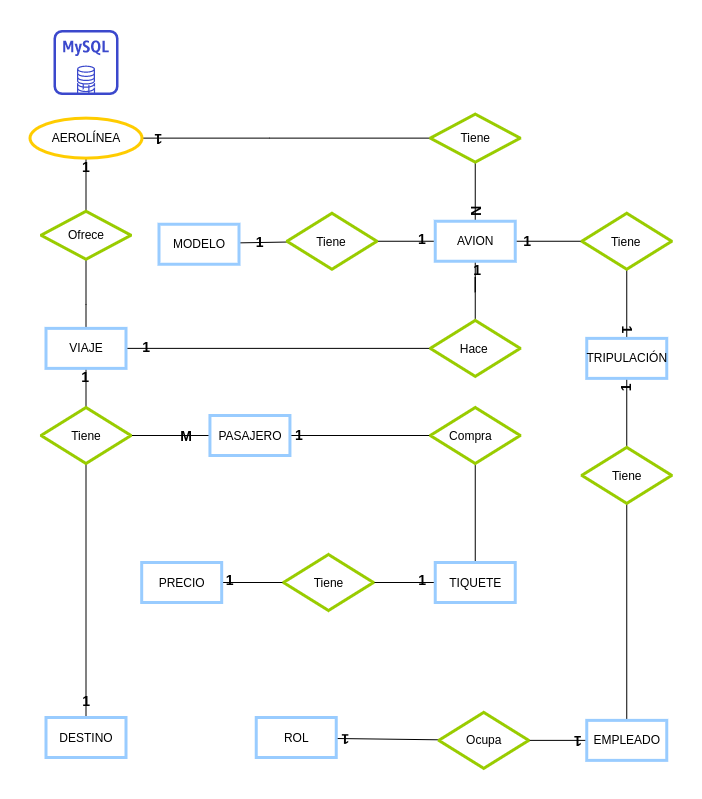 MySQL
AEROLÍNEA 1 Tiene
1 N
Ofrece MODELO 1 Tiene 1 AVION 1 Tiene
1 1
VIAJE 1 Hace TRIPULACIÓN
1 1
Tiene M PASAJERO 1 Compra
Tiene
PRECIO 1 Tiene 1 TIQUETE
1
DESTINO ROL 1 Ocupa 1 EMPLEADO